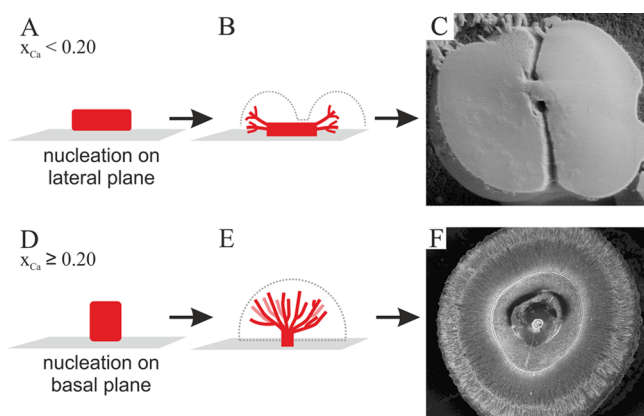 A
B
C
x_Ca < 0.20
nucleation on
lateral plane
D
E
F
x_Ca ≥ 0.20
nucleation on
basal plane